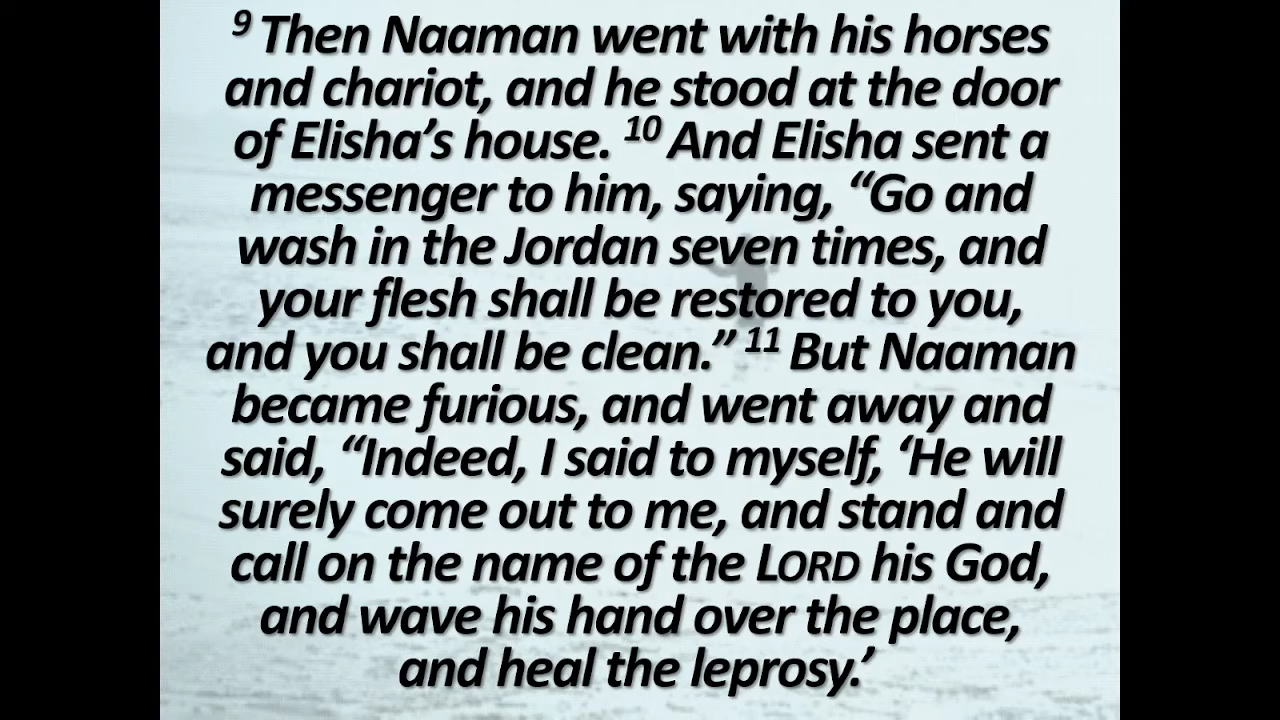 9 Then Naaman went with his horses
and chariot, and he stood at the door
of Elisha’s house. 10 And Elisha sent a
messenger to him, saying, “Go and
wash in the Jordan seven times, and
your flesh shall be restored to you,
and you shall be clean.” 11 But Naaman
became furious, and went away and
said, “Indeed, I said to myself, ‘He will
surely come out to me, and stand and
call on the name of the LORD his God,
and wave his hand over the place,
and heal the leprosy.’